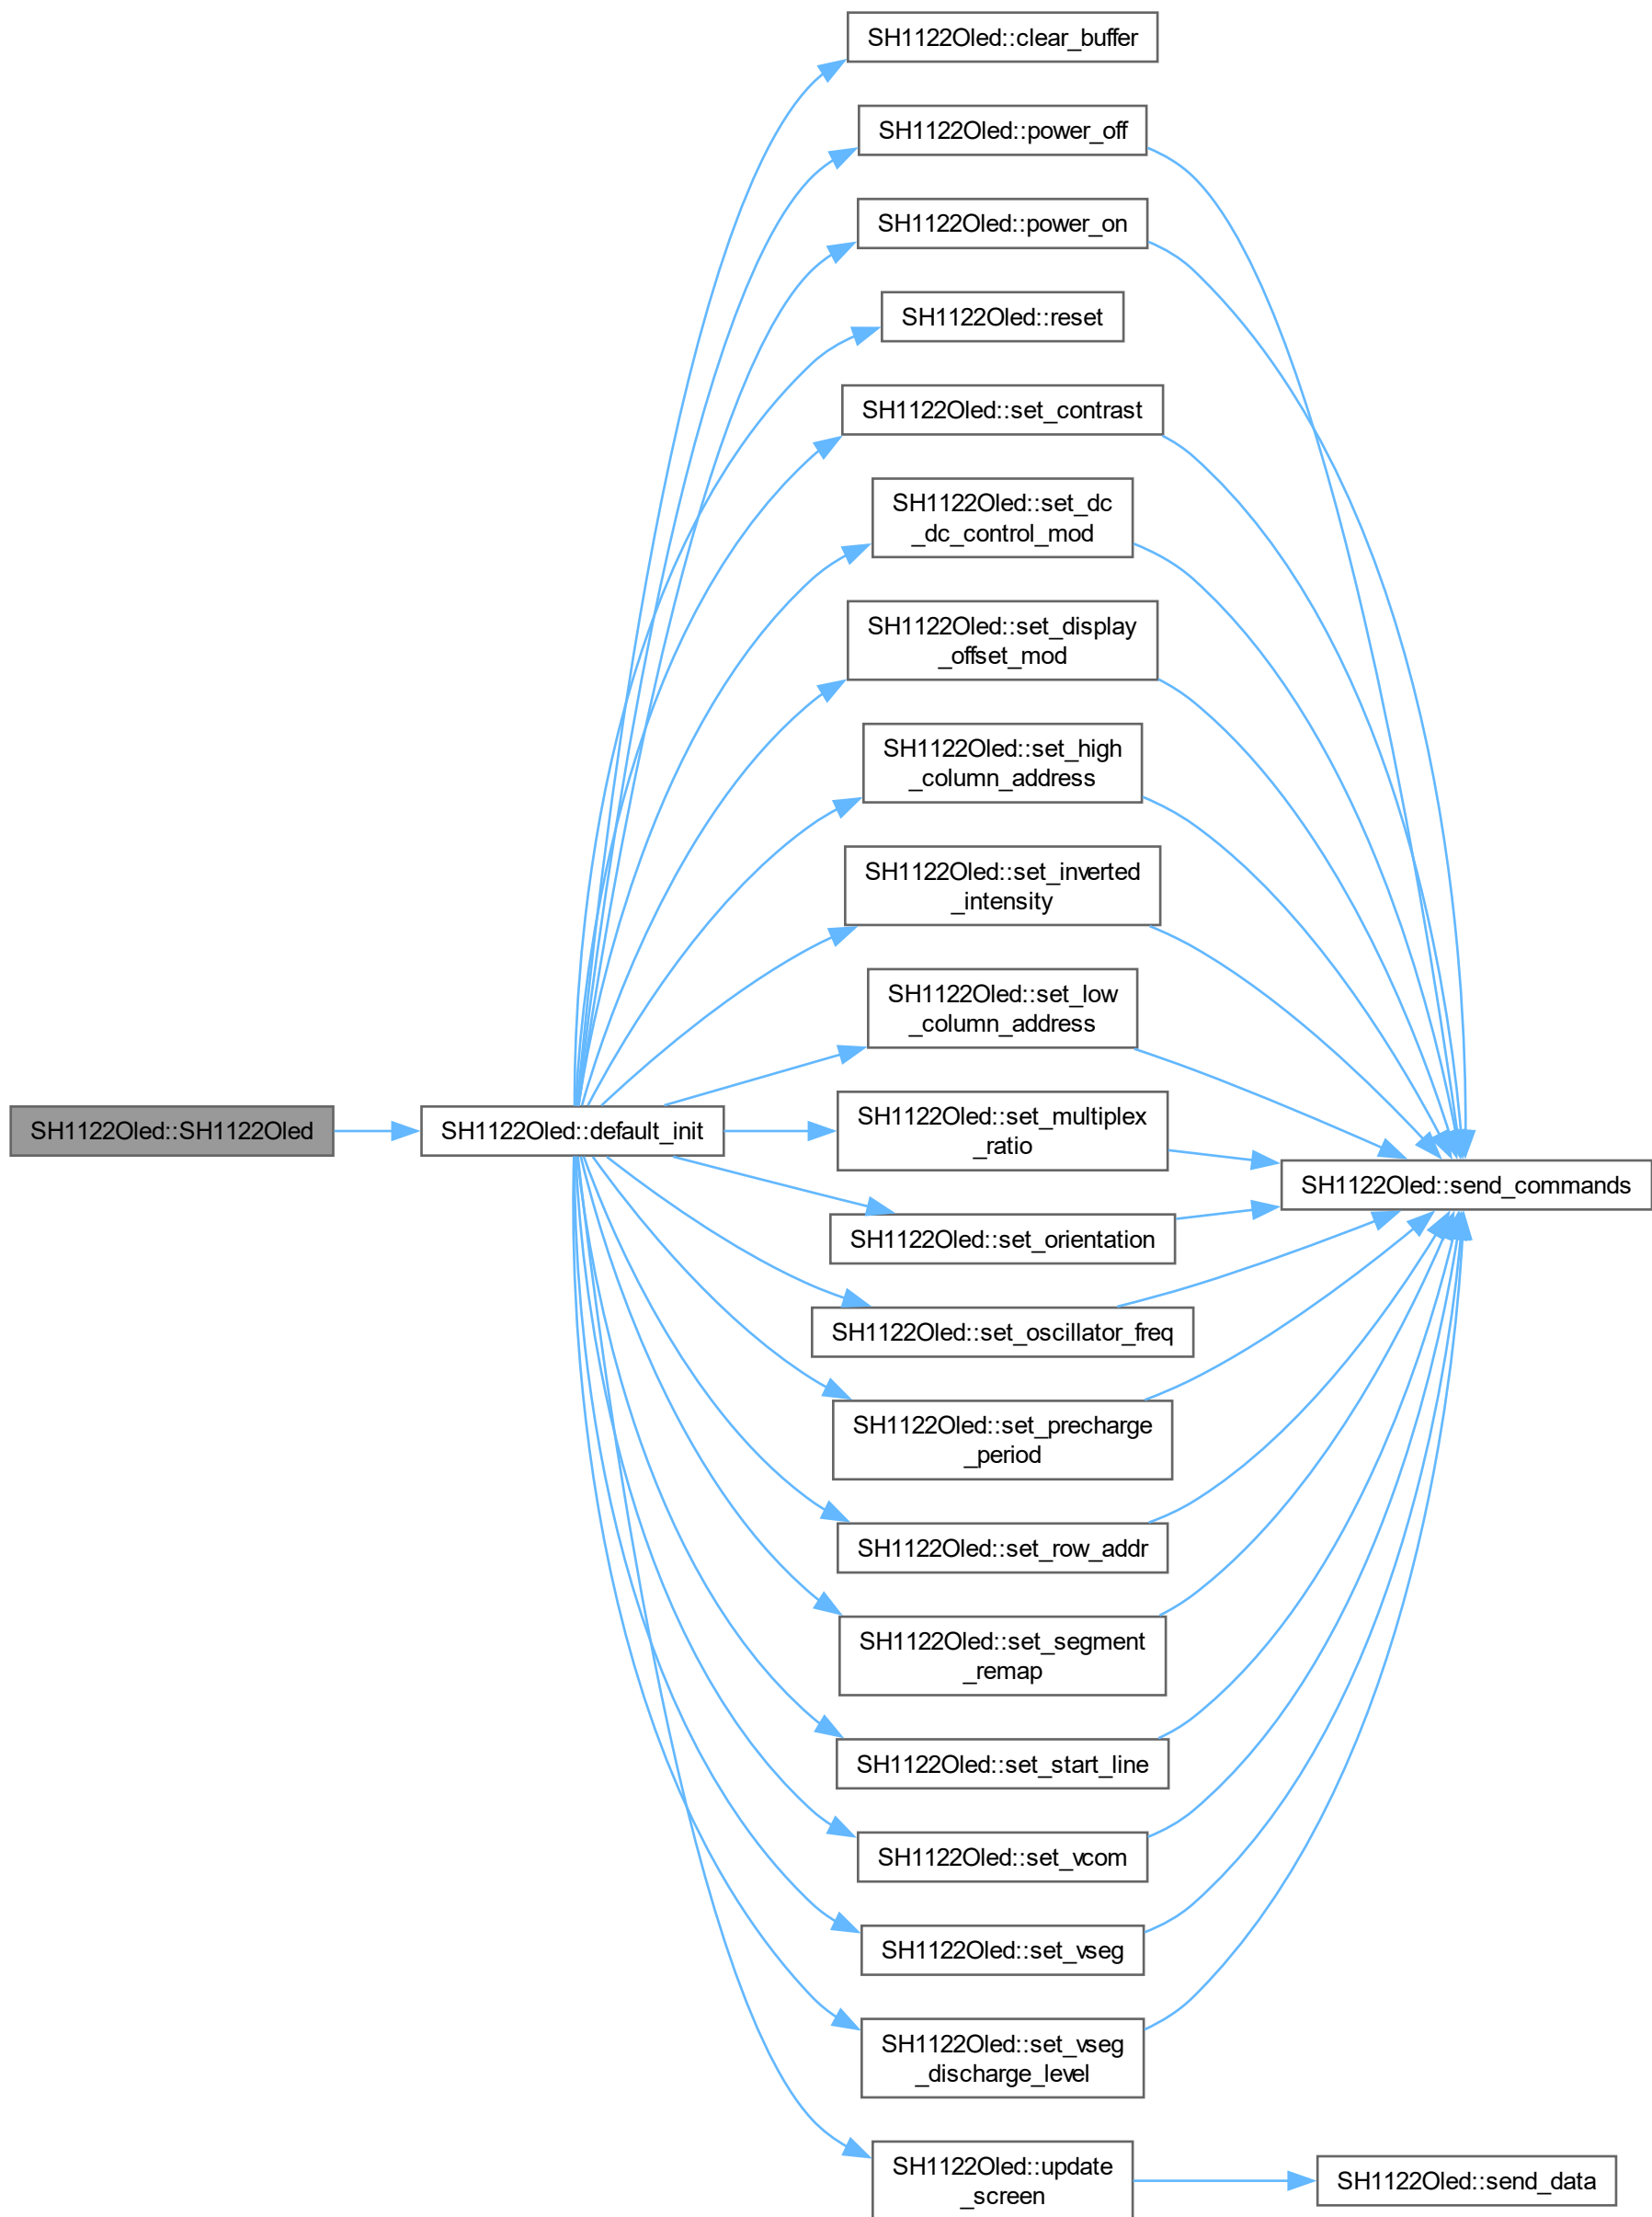 SH1122Oled::clear_buffer
SH1122Oled::power_off
SH1122Oled::power_on
SH1122Oled::reset
SH1122Oled::set_contrast
SH1122Oled::set_dc
_dc_control_mod
SH1122Oled::set_display
_offset_mod
SH1122Oled::set_high
_column_address
SH1122Oled::set_inverted
_intensity
SH1122Oled::set_low
_column_address
SH1122Oled::SH1122Oled
SH1122Oled::default_init
SH1122Oled::set_multiplex
_ratio
SH1122Oled::send_commands
SH1122Oled::set_orientation
SH1122Oled::set_oscillator_freq
SH1122Oled::set_precharge
_period
SH1122Oled::set_row_addr
SH1122Oled::set_segment
_remap
SH1122Oled::set_start_line
SH1122Oled::set_vcom
SH1122Oled::set_vseg
SH1122Oled::set_vseg
_discharge_level
SH1122Oled::update
_screen
SH1122Oled::send_data